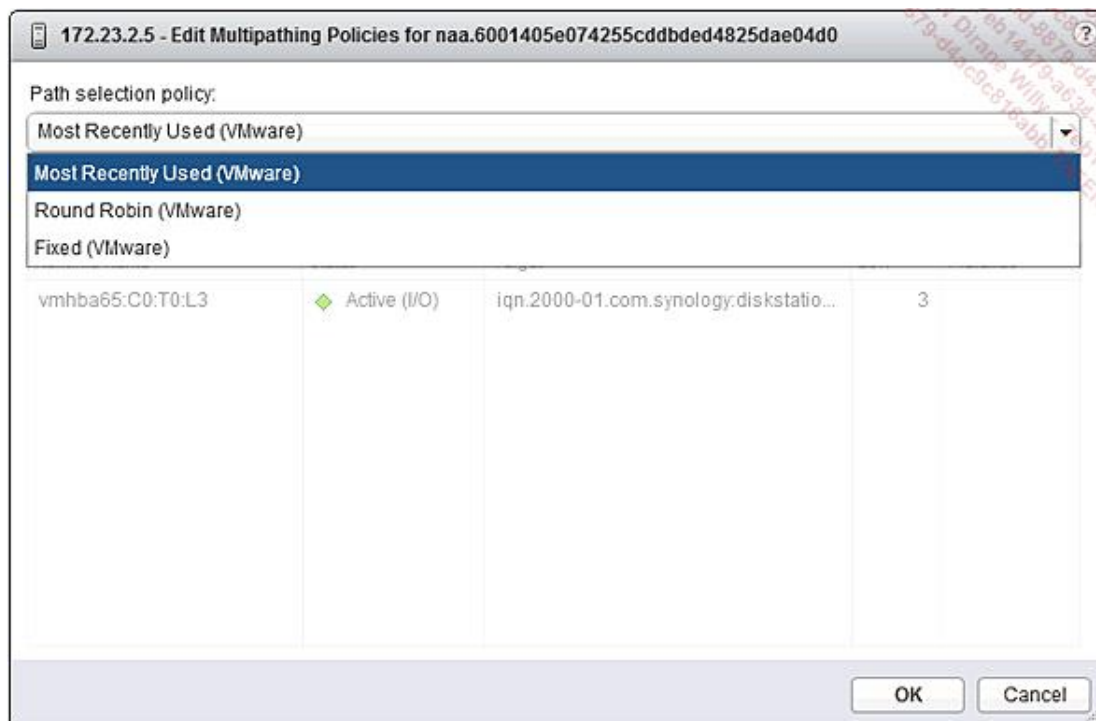 172.23.2.5 - Edit Multipathing Policies for naa.6001405e074255cddbded4825dae04d0
?
Path selection policy:
Most Recently Used (VMware)
Most Recently Used (VMware)
Round Robin (VMware)
Fixed (VMware)
vmhba65:C0:T0:L3 Active (I/O) iqn.2000-01.com.synology:diskstatio... 3
OK Cancel